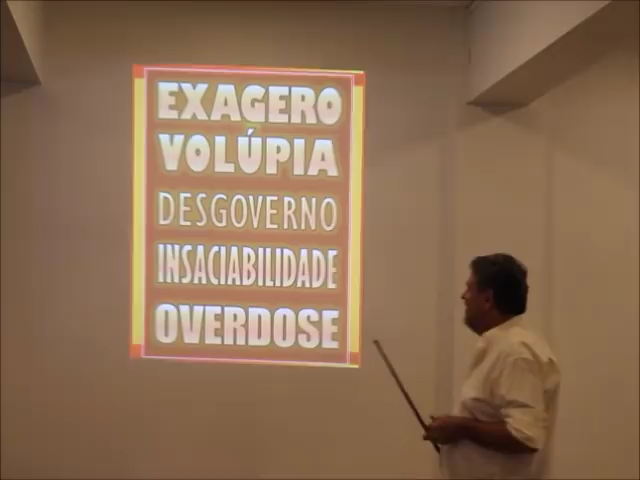 EXAGERO
VOLÚPIA
DESGOVERNO
INSACIABILIDADE
OVERDOSE